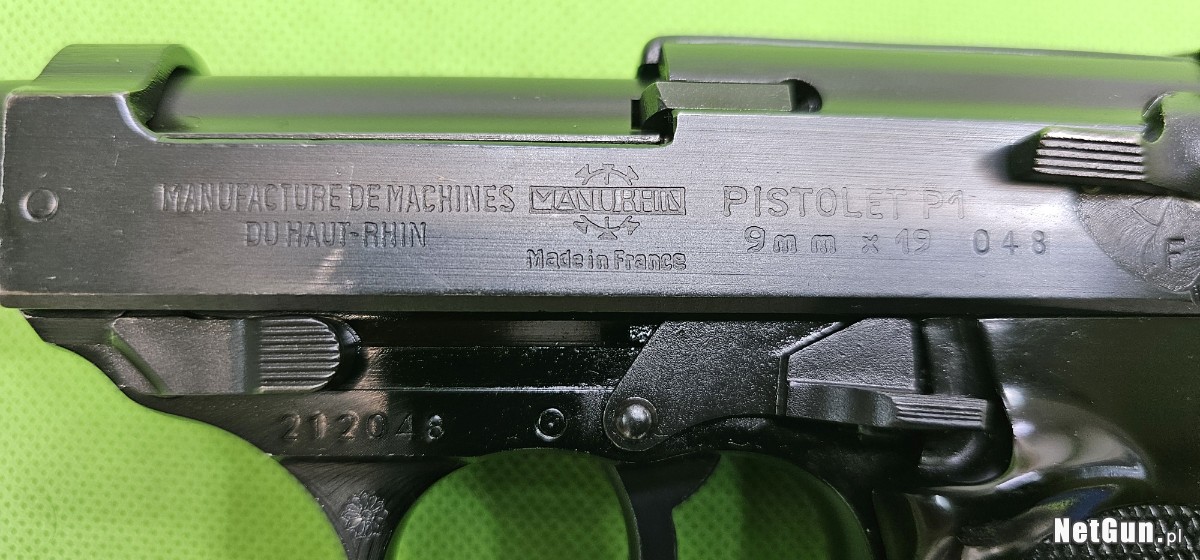 MANUFACTURE DE MACHINES
DU HAUT-RHIN
MANURHIN
Made in France
PISTOLET P1
9mm x 19 048
F
212048
NetGun.pl